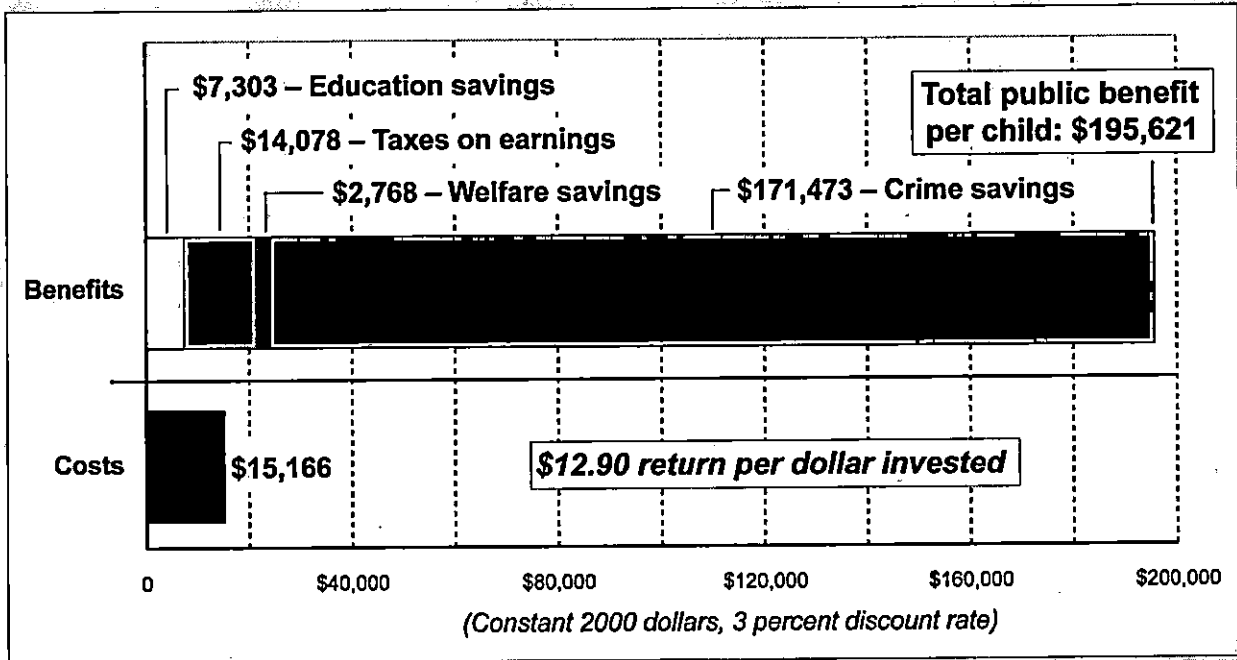 $7,303 – Education savings
Total public benefit
per child: $195,621
$14,078 – Taxes on earnings
$2,768 – Welfare savings
$171,473 – Crime savings
Benefits
Costs
$15,166
$12.90 return per dollar invested
0
$40,000
$80,000
$120,000
$160,000
$200,000
(Constant 2000 dollars, 3 percent discount rate)